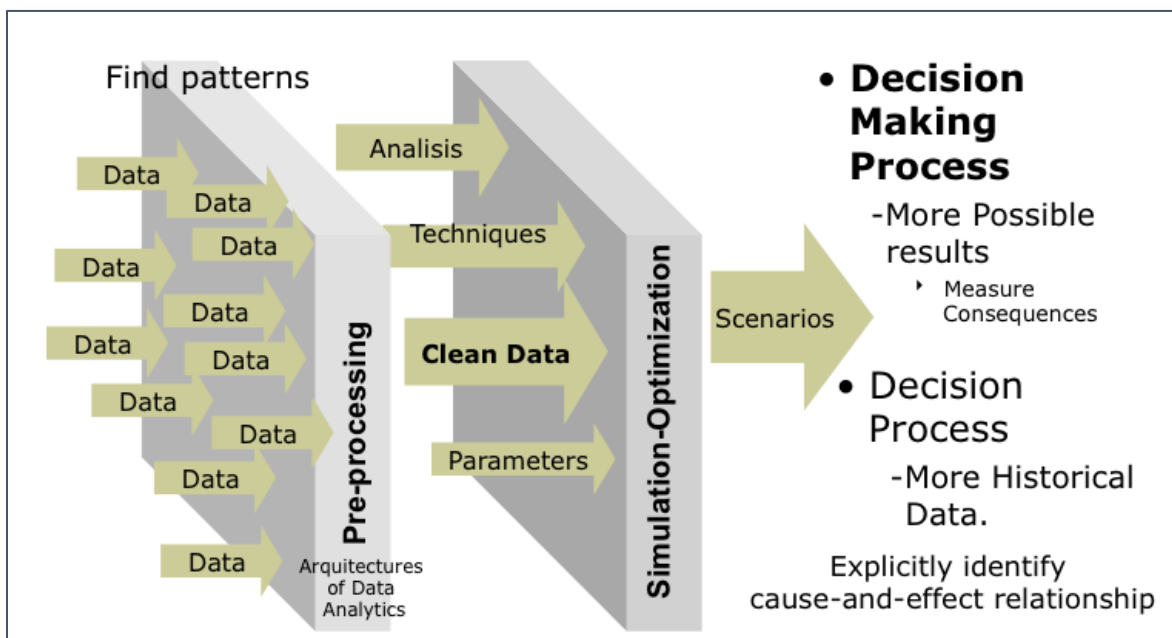 Find patterns
Data
Data
Data
Data
Data
Data
Data
Data
Data
Data
Data
Pre-processing
Arquitectures
of Data
Analytics
Analisis
Techniques
Clean Data
Parameters
Simulation-Optimization
Scenarios
• Decision
Making
Process
-More Possible
results
‣ Measure
Consequences
• Decision
Process
-More Historical
Data.
Explicitly identify
cause-and-effect relationship